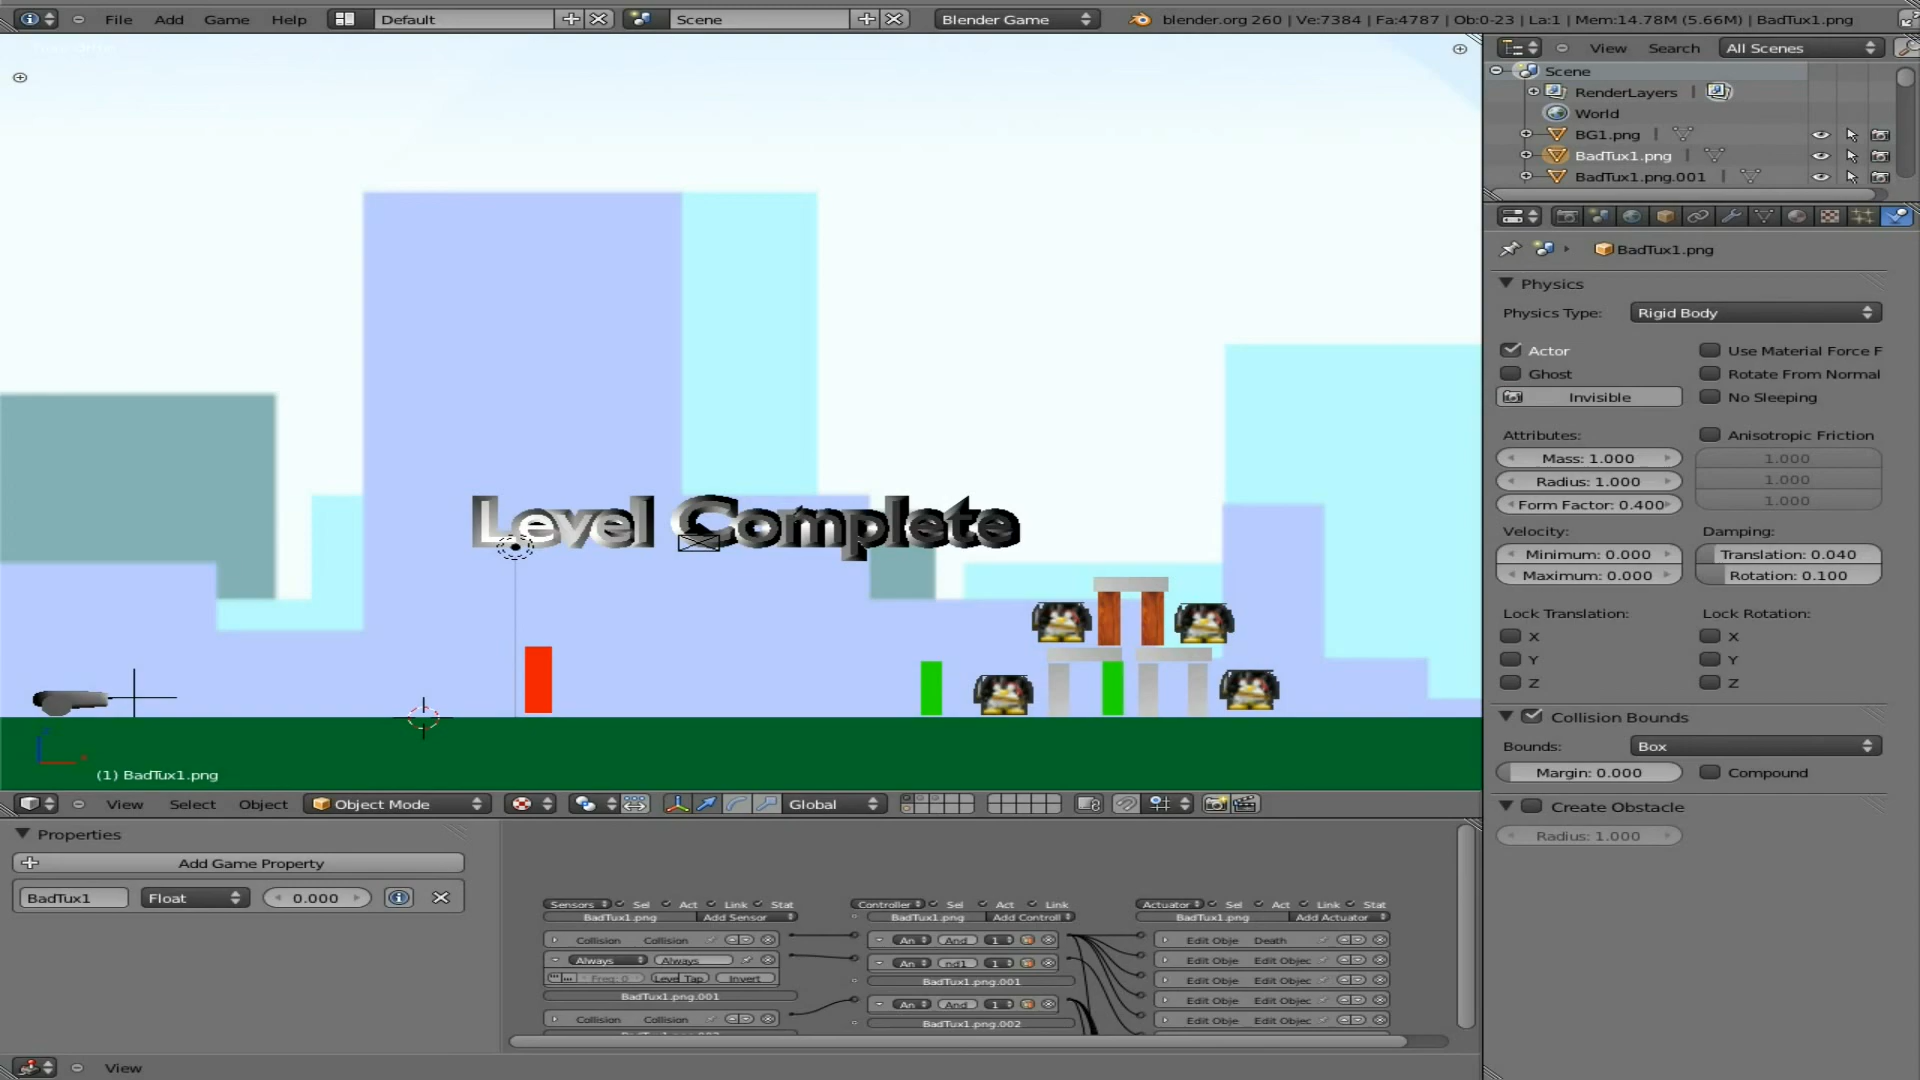 File Add Game Help Default Scene Blender Game blender.org 260 | Ve:7384 | Fa:4787 | Ob:0-23 | La:1 | Mem:14.78M (5.66M) | BadTux1.png
View Search All Scenes
Scene
RenderLayers
World
BG1.png
BadTux1.png
BadTux1.png.001
BadTux1.png
Physics
Physics Type: Rigid Body
Actor Use Material Force F
Ghost Rotate From Normal
Invisible No Sleeping
Attributes: Anisotropic Friction
Mass: 1.000 1.000
Radius: 1.000 1.000
Form Factor: 0.400 1.000
Velocity: Damping:
Minimum: 0.000 Translation: 0.040
Maximum: 0.000 Rotation: 0.100
Lock Translation: Lock Rotation:
X X
Y Y
Z Z
Collision Bounds
Bounds: Box
Margin: 0.000 Compound
Create Obstacle
Radius: 1.000
Level Complete
(1) BadTux1.png
View Select Object Object Mode Global
Properties
Add Game Property
BadTux1 Float 0.000
Sensors Sel Act Link Stat Controller Sel Act Link Actuator Sel Act Link Stat
BadTux1.png Add Sensor BadTux1.png Add Controll BadTux1.png Add Actuator
Collision Collision An And 1 Edit Obje Death
Always Always An nd1 1 Edit Obje Edit Objec
Freq: 0 Level Tap Invert BadTux1.png.001 Edit Obje Edit Objec
BadTux1.png.001 An And 1 Edit Obje Edit Objec
Collision Collision BadTux1.png.002 Edit Obje Edit Objec
View